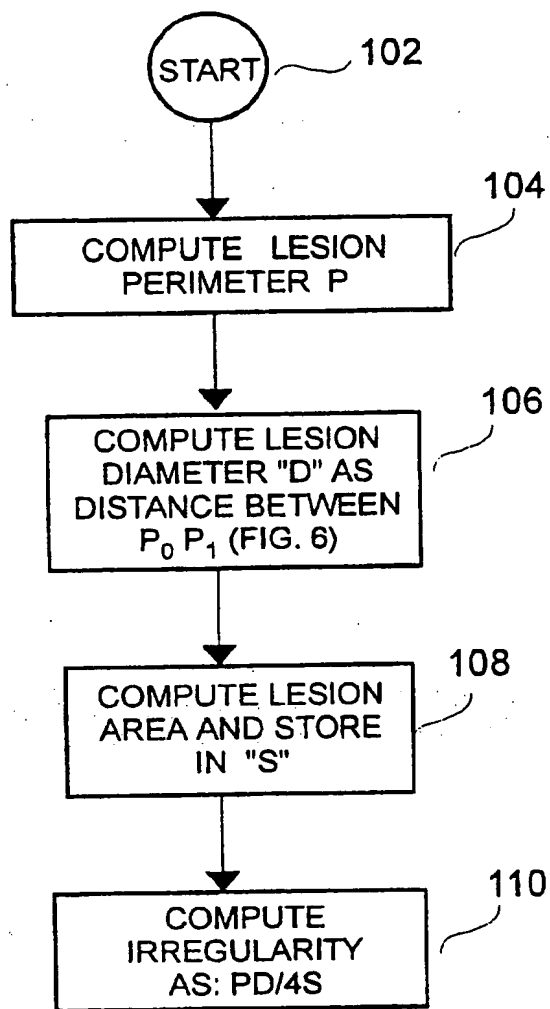 START
102
104
COMPUTE LESION
PERIMETER P
106
COMPUTE LESION
DIAMETER "D" AS
DISTANCE BETWEEN
P₀ P₁ (FIG. 6)
108
COMPUTE LESION
AREA AND STORE
IN "S"
110
COMPUTE
IRREGULARITY
AS: PD/4S